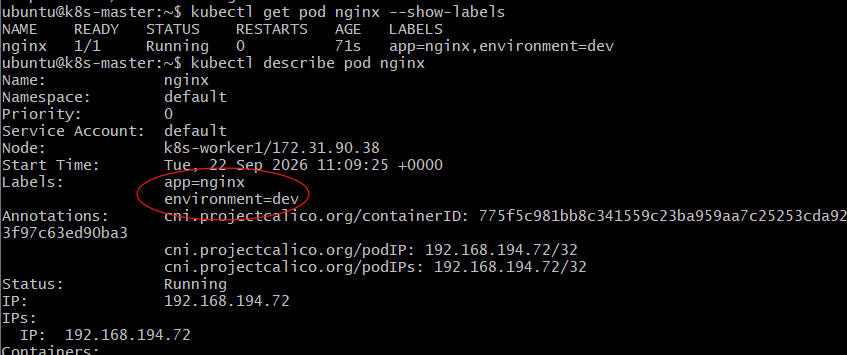 ubuntu@k8s-master:~$ kubectl get pod nginx --show-labels
NAME    READY   STATUS    RESTARTS   AGE   LABELS
nginx   1/1     Running   0          71s   app=nginx,environment=dev
ubuntu@k8s-master:~$ kubectl describe pod nginx
Name:             nginx
Namespace:        default
Priority:         0
Service Account:  default
Node:             k8s-worker1/172.31.90.38
Start Time:       Tue, 22 Sep 2026 11:09:25 +0000
Labels:           app=nginx
                  environment=dev
Annotations:      cni.projectcalico.org/containerID: 775f5c981bb8c341559c23ba959aa7c25253cda92
3f97c63ed90ba3
                  cni.projectcalico.org/podIP: 192.168.194.72/32
                  cni.projectcalico.org/podIPs: 192.168.194.72/32
Status:           Running
IP:               192.168.194.72
IPs:
  IP:  192.168.194.72
Containers: